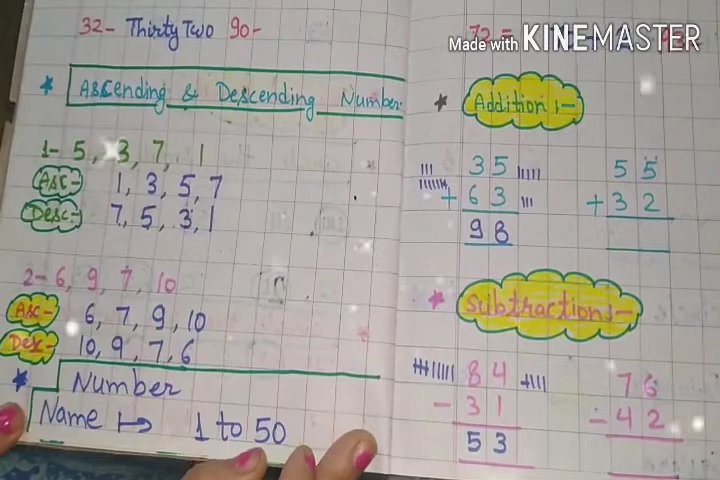 32- Thirty Two 90-
* Ascending & Descending Number:
1- 5, 3, 7, 1
Asc- 1, 3, 5, 7
Desc- 7, 5, 3, 1
2- 6, 9, 7, 10
Asc- 6, 7, 9, 10
Desc- 10, 9, 7, 6
* Number
Name → 1 to 50
72 =
Made with KINEMASTER
* Addition :-
35
+ 63
98
55
+ 32
* Subtraction :-
84
- 31
53
76
- 42